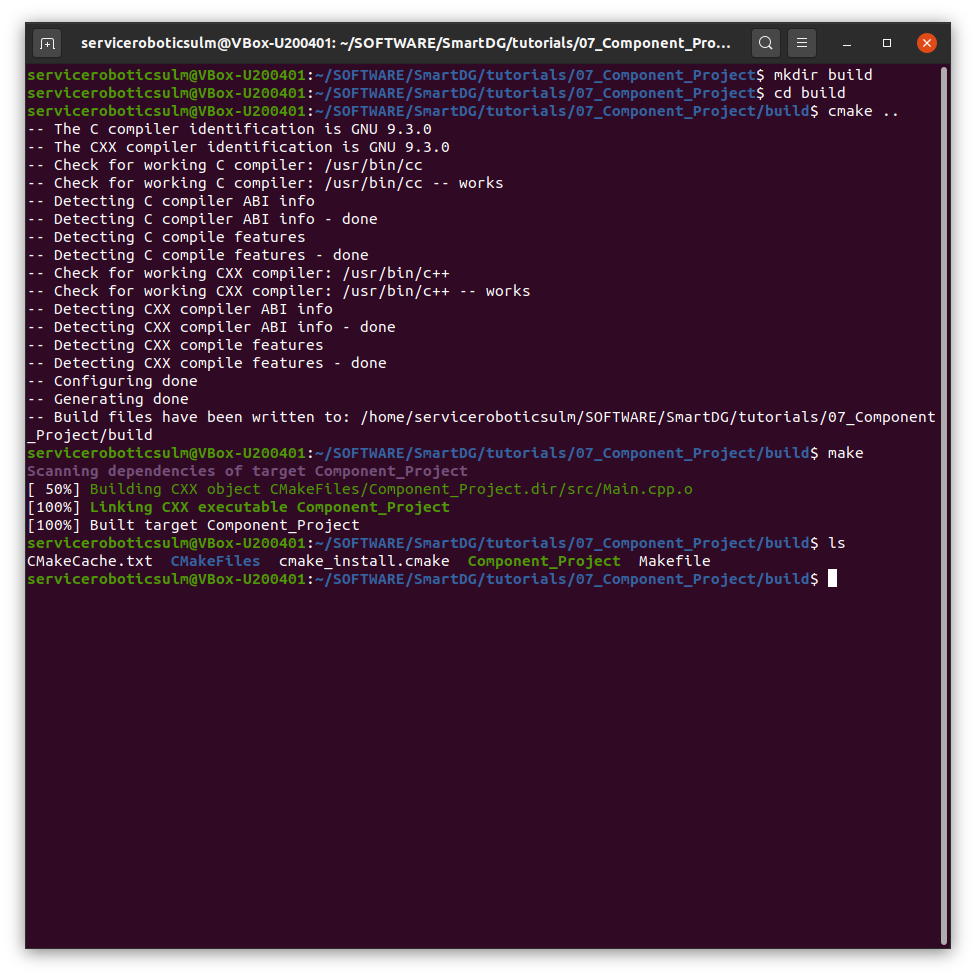 serviceroboticsulm@VBox-U200401: ~/SOFTWARE/SmartDG/tutorials/07_Component_Pro...
serviceroboticsulm@VBox-U200401:~/SOFTWARE/SmartDG/tutorials/07_Component_Project$ mkdir build
serviceroboticsulm@VBox-U200401:~/SOFTWARE/SmartDG/tutorials/07_Component_Project$ cd build
serviceroboticsulm@VBox-U200401:~/SOFTWARE/SmartDG/tutorials/07_Component_Project/build$ cmake ..
-- The C compiler identification is GNU 9.3.0
-- The CXX compiler identification is GNU 9.3.0
-- Check for working C compiler: /usr/bin/cc
-- Check for working C compiler: /usr/bin/cc -- works
-- Detecting C compiler ABI info
-- Detecting C compiler ABI info - done
-- Detecting C compile features
-- Detecting C compile features - done
-- Check for working CXX compiler: /usr/bin/c++
-- Check for working CXX compiler: /usr/bin/c++ -- works
-- Detecting CXX compiler ABI info
-- Detecting CXX compiler ABI info - done
-- Detecting CXX compile features
-- Detecting CXX compile features - done
-- Configuring done
-- Generating done
-- Build files have been written to: /home/serviceroboticsulm/SOFTWARE/SmartDG/tutorials/07_Component
_Project/build
serviceroboticsulm@VBox-U200401:~/SOFTWARE/SmartDG/tutorials/07_Component_Project/build$ make
Scanning dependencies of target Component_Project
[ 50%] Building CXX object CMakeFiles/Component_Project.dir/src/Main.cpp.o
[100%] Linking CXX executable Component_Project
[100%] Built target Component_Project
serviceroboticsulm@VBox-U200401:~/SOFTWARE/SmartDG/tutorials/07_Component_Project/build$ ls
CMakeCache.txt  CMakeFiles  cmake_install.cmake  Component_Project  Makefile
serviceroboticsulm@VBox-U200401:~/SOFTWARE/SmartDG/tutorials/07_Component_Project/build$